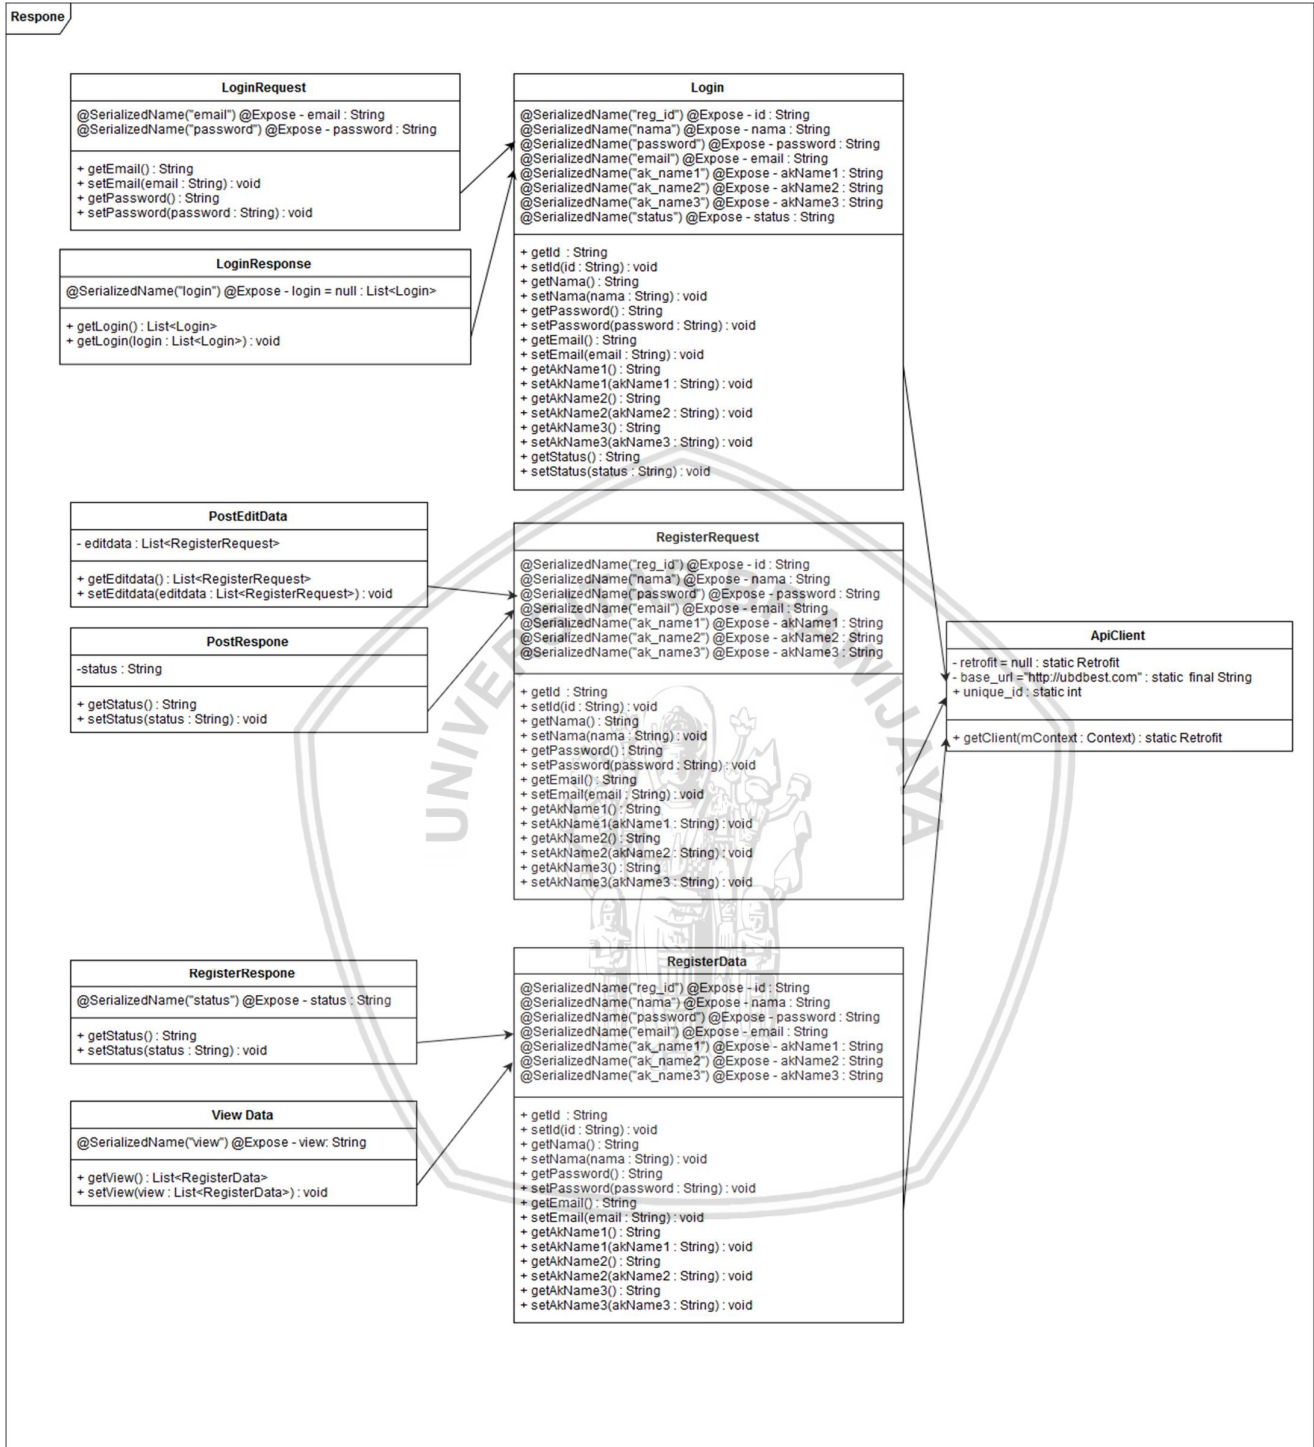 Respone
LoginRequest
@SerializedName("email") @Expose - email : String
@SerializedName("password") @Expose - password : String
+ getEmail() : String
+ setEmail(email : String) : void
+ getPassword() : String
+ setPassword(password : String) : void
LoginResponse
@SerializedName("login") @Expose - login = null : List<Login>
+ getLogin() : List<Login>
+ getLogin(login : List<Login>) : void
Login
@SerializedName("reg_id") @Expose - id : String
@SerializedName("nama") @Expose - nama : String
@SerializedName("password") @Expose - password : String
@SerializedName("email") @Expose - email : String
@SerializedName("ak_name1") @Expose - akName1 : String
@SerializedName("ak_name2") @Expose - akName2 : String
@SerializedName("ak_name3") @Expose - akName3 : String
@SerializedName("status") @Expose - status : String
+ getId : String
+ setId(id : String) : void
+ getNama() : String
+ setNama(nama : String) : void
+ getPassword() : String
+ setPassword(password : String) : void
+ getEmail() : String
+ setEmail(email : String) : void
+ getAkName1() : String
+ setAkName1(akName1 : String) : void
+ getAkName2() : String
+ setAkName2(akName2 : String) : void
+ getAkName3() : String
+ setAkName3(akName3 : String) : void
+ getStatus() : String
+ setStatus(status : String) : void
PostEditData
- editdata : List<RegisterRequest>
+ getEditdata() : List<RegisterRequest>
+ setEditdata(editdata : List<RegisterRequest>) : void
PostRespone
-status : String
+ getStatus() : String
+ setStatus(status : String) : void
RegisterRequest
@SerializedName("reg_id") @Expose - id : String
@SerializedName("nama") @Expose - nama : String
@SerializedName("password") @Expose - password : String
@SerializedName("email") @Expose - email : String
@SerializedName("ak_name1") @Expose - akName1 : String
@SerializedName("ak_name2") @Expose - akName2 : String
@SerializedName("ak_name3") @Expose - akName3 : String
+ getId : String
+ setId(id : String) : void
+ getNama() : String
+ setNama(nama : String) : void
+ getPassword() : String
+ setPassword(password : String) : void
+ getEmail() : String
+ setEmail(email : String) : void
+ getAkName1() : String
+ setAkName1(akName1 : String) : void
+ getAkName2() : String
+ setAkName2(akName2 : String) : void
+ getAkName3() : String
+ setAkName3(akName3 : String) : void
ApiClient
- retrofit = null : static Retrofit
- base_url ="http://ubdbest.com" : static final String
+ unique_id : static int
+ getClient(mContext : Context) : static Retrofit
RegisterRespone
@SerializedName("status") @Expose - status : String
+ getStatus() : String
+ setStatus(status : String) : void
View Data
@SerializedName("view") @Expose - view: String
+ getView() : List<RegisterData>
+ setView(view : List<RegisterData>) : void
RegisterData
@SerializedName("reg_id") @Expose - id : String
@SerializedName("nama") @Expose - nama : String
@SerializedName("password") @Expose - password : String
@SerializedName("email") @Expose - email : String
@SerializedName("ak_name1") @Expose - akName1 : String
@SerializedName("ak_name2") @Expose - akName2 : String
@SerializedName("ak_name3") @Expose - akName3 : String
+ getId : String
+ setId(id : String) : void
+ getNama() : String
+ setNama(nama : String) : void
+ getPassword() : String
+ setPassword(password : String) : void
+ getEmail() : String
+ setEmail(email : String) : void
+ getAkName1() : String
+ setAkName1(akName1 : String) : void
+ getAkName2() : String
+ setAkName2(akName2 : String) : void
+ getAkName3() : String
+ setAkName3(akName3 : String) : void
UNIVERSITAS BRAWIJAYA